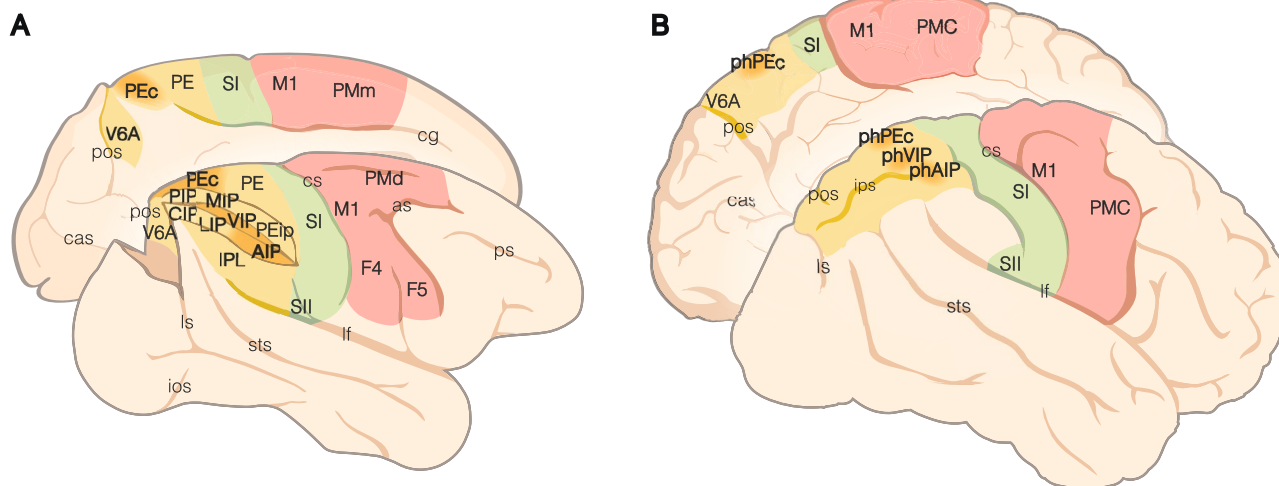 A
PEc
PE
SI
M1
PMm
V6A
pos
cg
PEc
PE
cs
PMd
PIP
MIP
as
pos
CIP
LIP
VIP
PEip
SI
M1
V6A
cas
AIP
IPL
F4
ps
F5
SII
ls
lf
sts
ios
B
M1
PMC
SI
phPEc
V6A
pos
phPEc
phVIP
phAIP
cs
M1
pos
ips
SI
cas
PMC
ls
SII
lf
sts